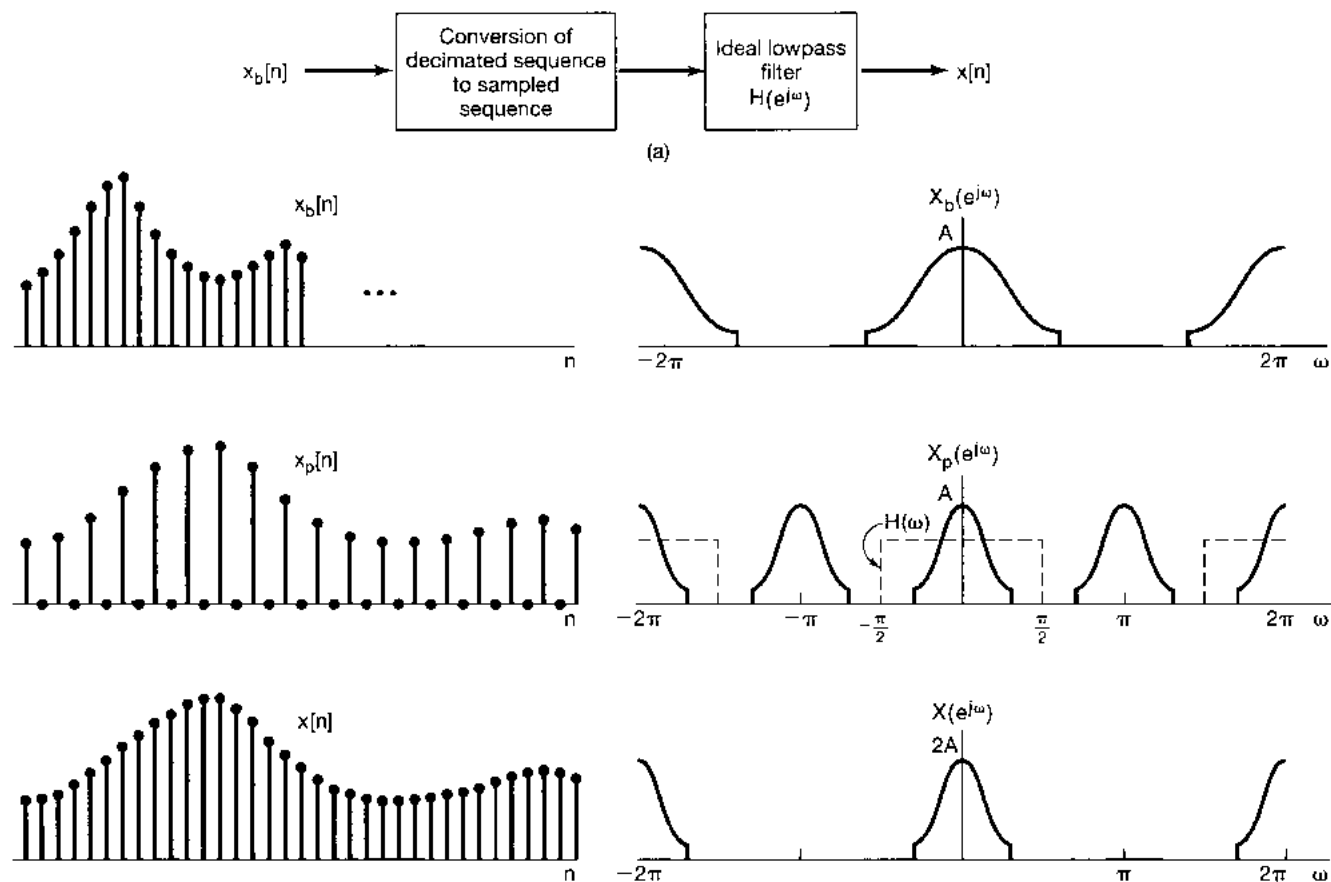 x_b[n]
Conversion of
decimated sequence
to sampled
sequence
Ideal lowpass
filter
H(e^jω)
x[n]
(a)
x_b[n]
...
n
X_b(e^jω)
A
−2π
2π
ω
x_p[n]
n
X_p(e^jω)
A
H(ω)
−2π
−π
−π/2
π/2
π
2π
ω
x[n]
n
X(e^jω)
2A
−2π
π
2π
ω